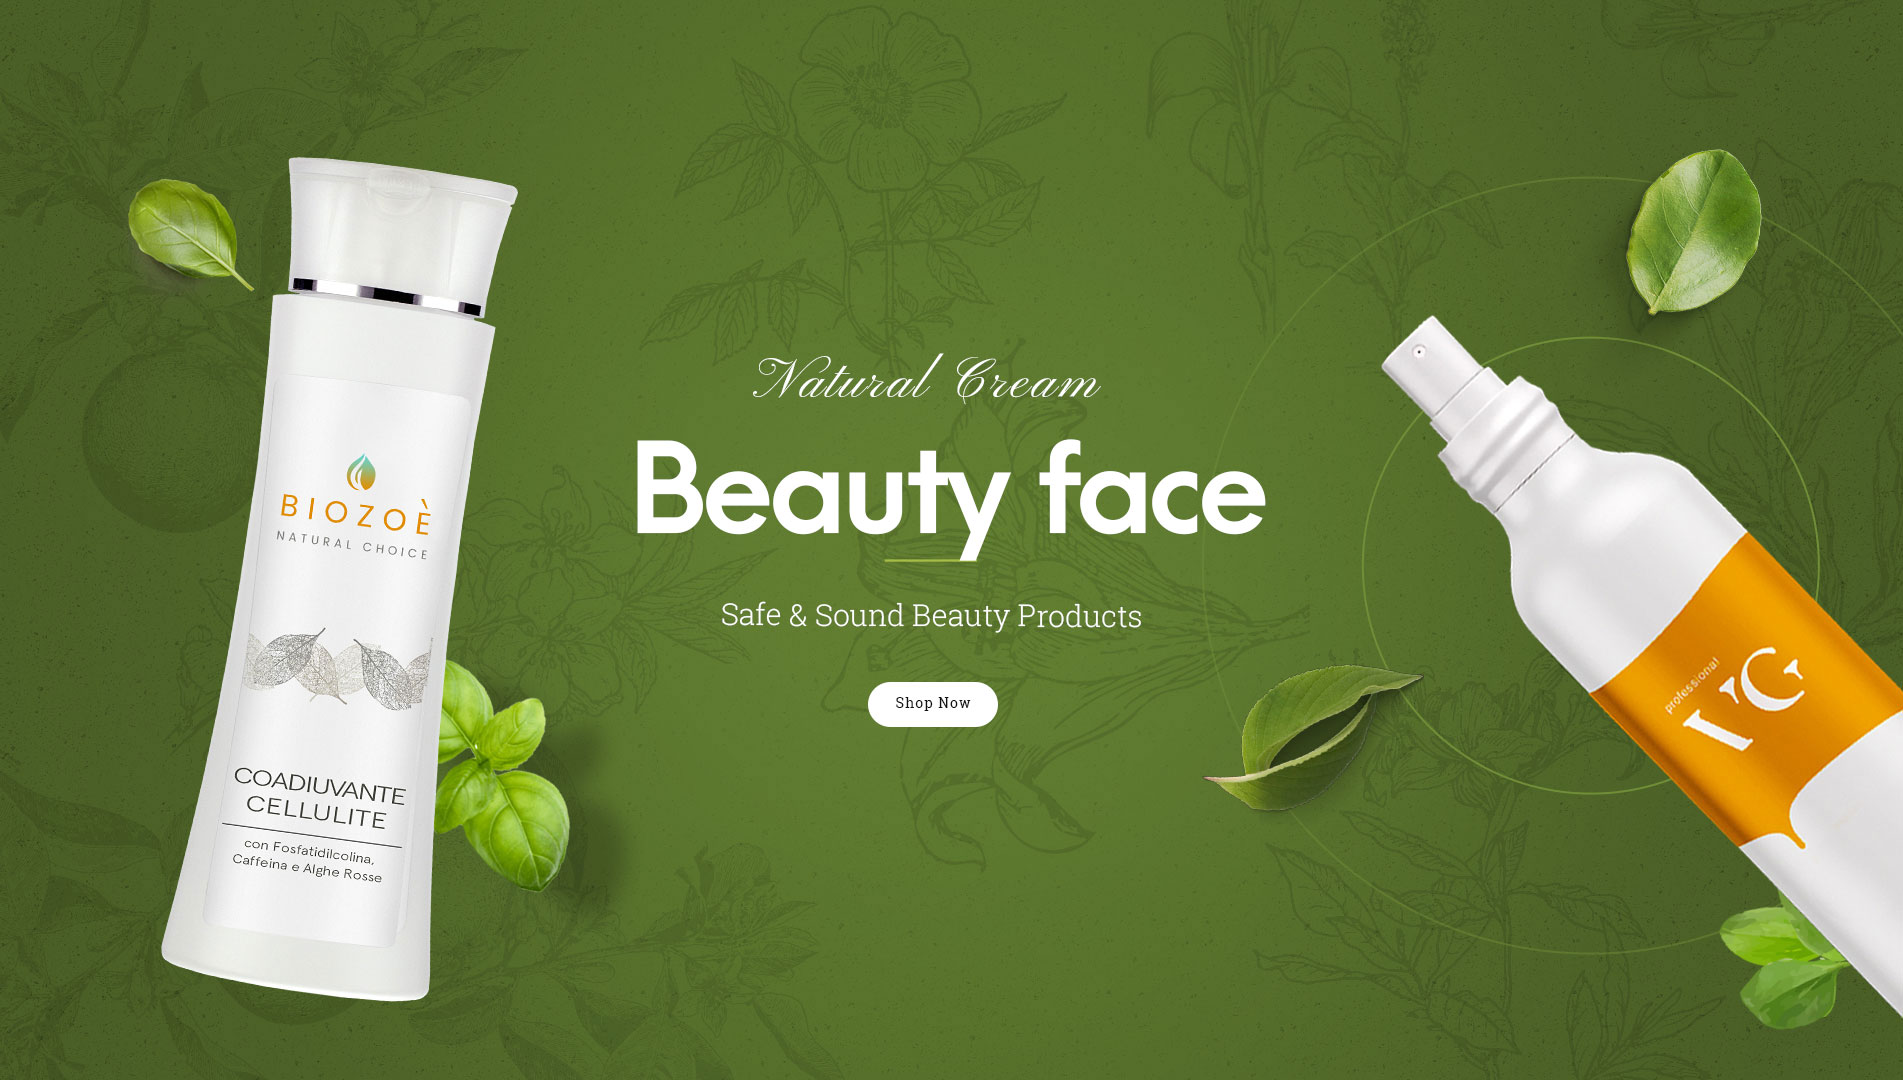 Natural Cream
Beauty face
Safe & Sound Beauty Products
Shop Now
BIOZOÈ
NATURAL CHOICE
COADIUVANTE
CELLULITE
con Fosfatidilcolina,
Caffeina e Alghe Rosse
professional
VG